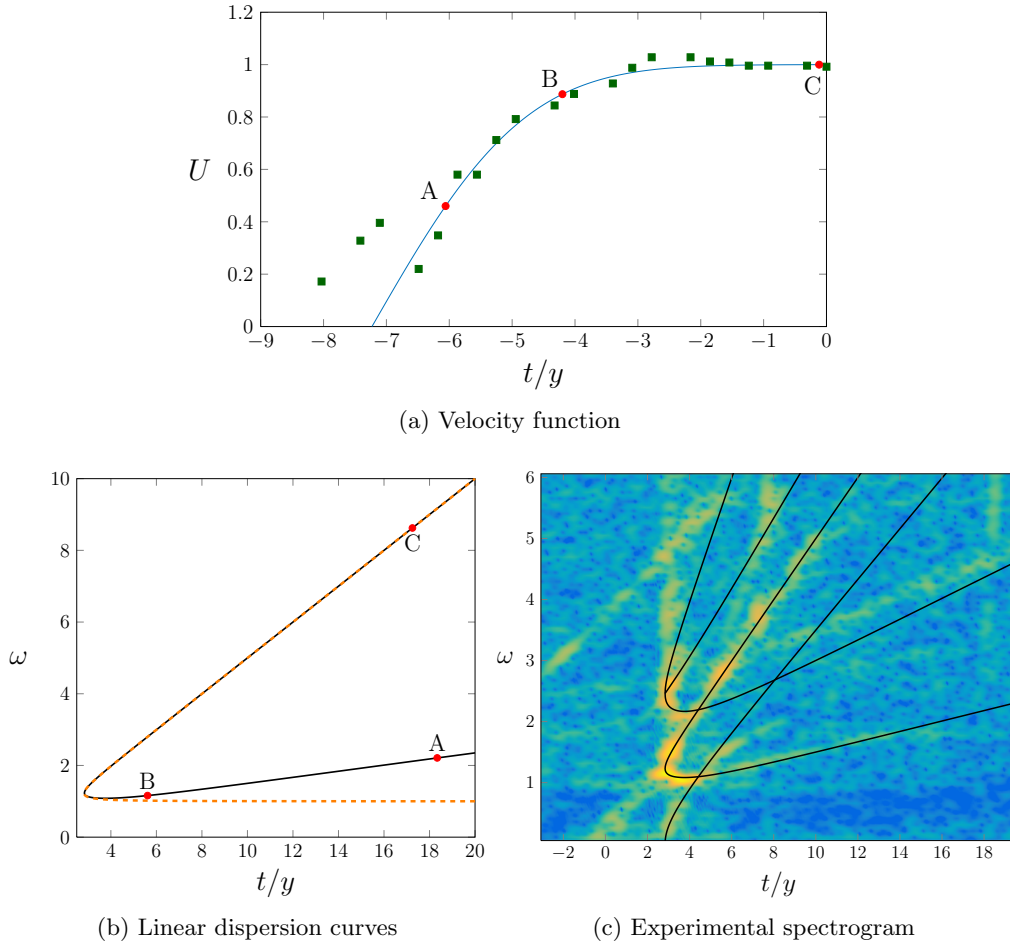 1.2
1
0.8
0.6
0.4
0.2
0
U
A
B
C
−9 −8 −7 −6 −5 −4 −3 −2 −1 0
t/y
(a) Velocity function
10
8
6
4
2
0
ω
C
B
A
4 6 8 10 12 14 16 18 20
t/y
(b) Linear dispersion curves
6
5
4
3
2
1
ω
−2 0 2 4 6 8 10 12 14 16 18
t/y
(c) Experimental spectrogram